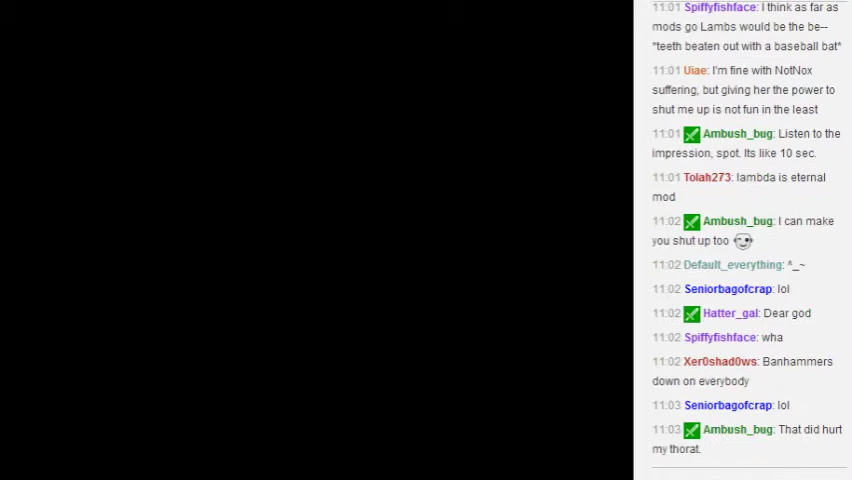 11:01 Spiffyfishface: I think as far as
mods go Lambs would be the be--
*teeth beaten out with a baseball bat*
11:01 Uiae: I'm fine with NotNox
suffering, but giving her the power to
shut me up is not fun in the least
11:01 Ambush_bug: Listen to the
impression, spot. Its like 10 sec.
11:01 Tolah273: lambda is eternal
mod
11:02 Ambush_bug: I can make
you shut up too
11:02 Default_everything: ^_~
11:02 Seniorbagofcrap: lol
11:02 Hatter_gal: Dear god
11:02 Spiffyfishface: wha
11:02 Xer0shad0ws: Banhammers
down on everybody
11:03 Seniorbagofcrap: lol
11:03 Ambush_bug: That did hurt
my thorat.